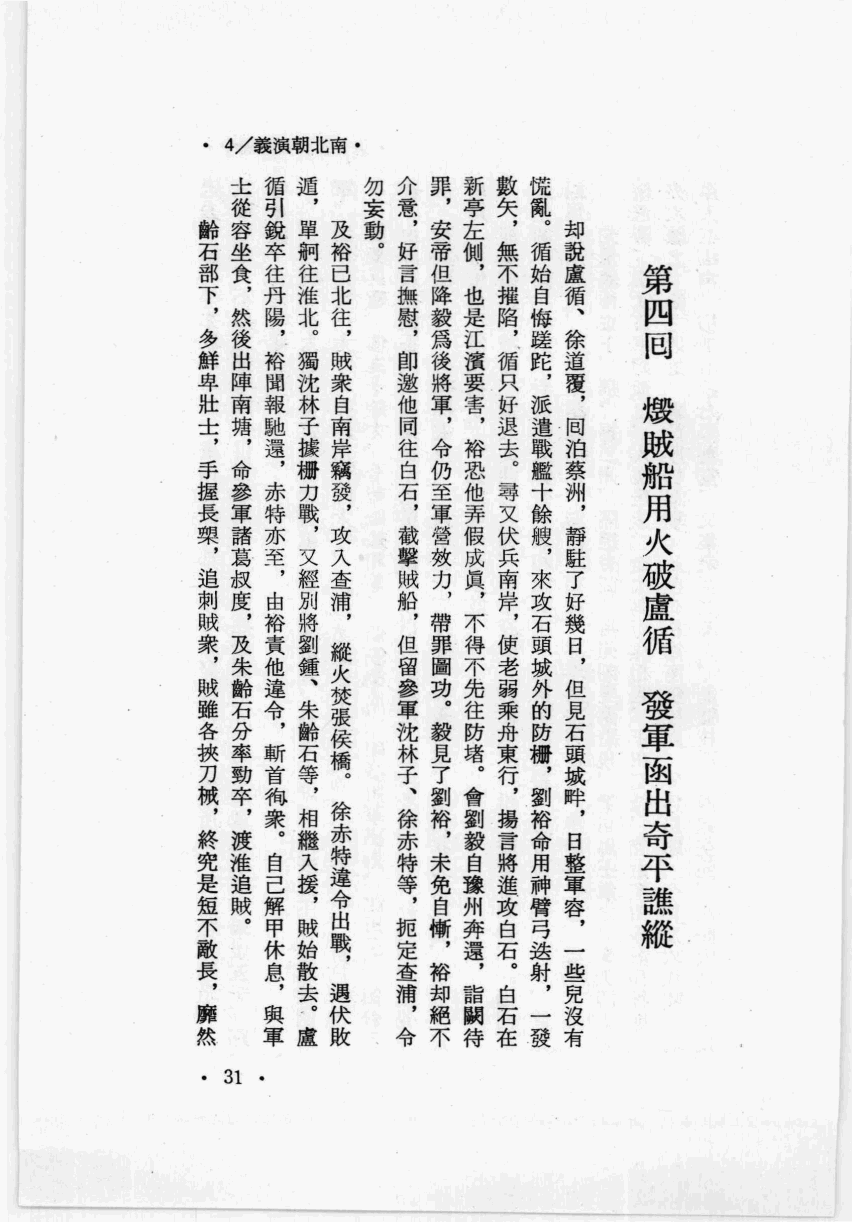 •南北朝演義／4 •
第四囘　燬賊船用火破盧循　發軍函出奇平譙縱
却說盧循、徐道覆，囘泊蔡洲，靜駐了好幾日，但見石頭城畔，日整軍容，一些兒沒有
慌亂。循始自悔蹉跎，派遣戰艦十餘艘，來攻石頭城外的防柵，劉裕命用神臂弓迭射，一發
數矢，無不摧陷，循只好退去。尋又伏兵南岸，使老弱乘舟東行，揚言將進攻白石。白石在
新亭左側，也是江濱要害，裕恐他弄假成眞，不得不先往防堵。會劉毅自豫州奔還，詣闕待
罪，安帝但降毅爲後將軍，令仍至軍營效力，帶罪圖功。毅見了劉裕，未免自慚，裕却絕不
介意，好言撫慰，卽邀他同往白石，截擊賊船，但留參軍沈林子、徐赤特等，扼定查浦，令
勿妄動。
及裕已北往，賊衆自南岸竊發，攻入查浦，縱火焚張侯橋。徐赤特違令出戰，遇伏敗
遁，單舸往淮北。獨沈林子據柵力戰，又經別將劉鍾、朱齡石等，相繼入援，賊始散去。盧
循引銳卒往丹陽，裕聞報馳還，赤特亦至，由裕責他違令，斬首徇衆。自己解甲休息，與軍
士從容坐食，然後出陣南塘，命參軍諸葛叔度，及朱齡石分率勁卒，渡淮追賊。
齡石部下，多鮮卑壯士，手握長槊，追刺賊衆，賊雖各挾刀械，終究是短不敵長，靡然
• 31 •